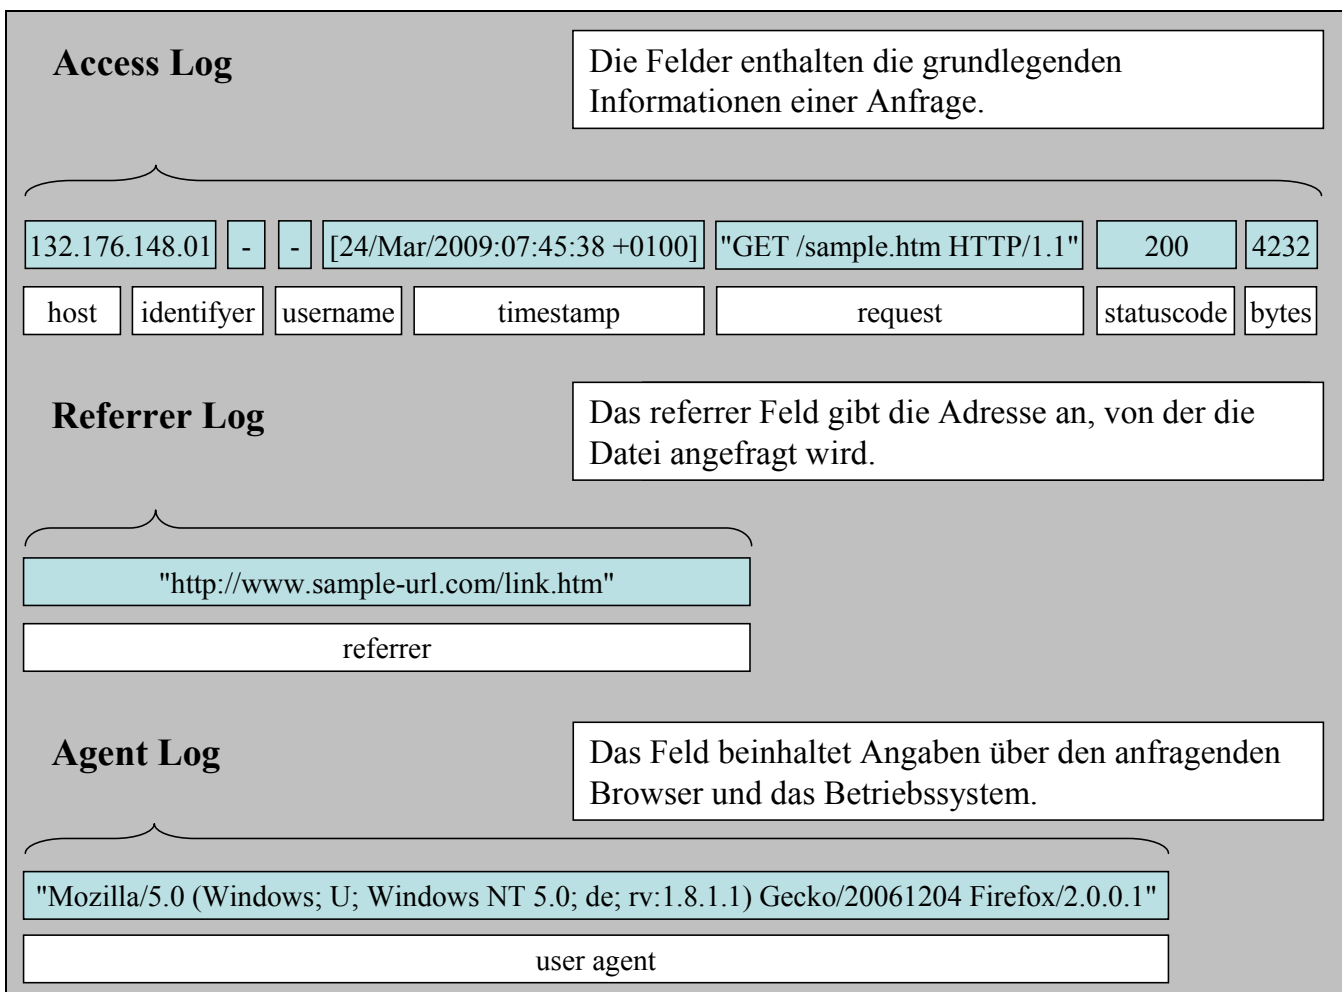 Access Log
Die Felder enthalten die grundlegenden
Informationen einer Anfrage.
132.176.148.01 - - [24/Mar/2009:07:45:38 +0100] "GET /sample.htm HTTP/1.1" 200 4232
host identifyer username timestamp request statuscode bytes
Referrer Log
Das referrer Feld gibt die Adresse an, von der die
Datei angefragt wird.
"http://www.sample-url.com/link.htm"
referrer
Agent Log
Das Feld beinhaltet Angaben über den anfragenden
Browser und das Betriebssystem.
"Mozilla/5.0 (Windows; U; Windows NT 5.0; de; rv:1.8.1.1) Gecko/20061204 Firefox/2.0.0.1"
user agent